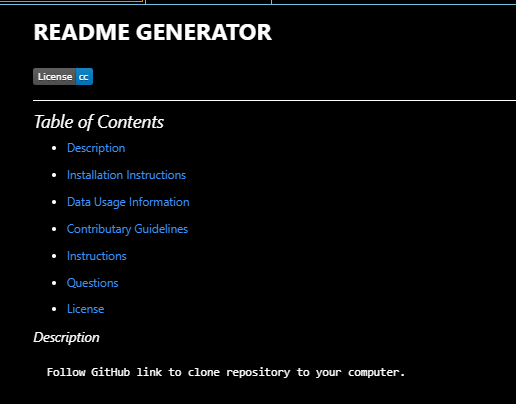 README GENERATOR
License cc
Table of Contents
Description
Installation Instructions
Data Usage Information
Contributary Guidelines
Instructions
Questions
License
Description
Follow GitHub link to clone repository to your computer.